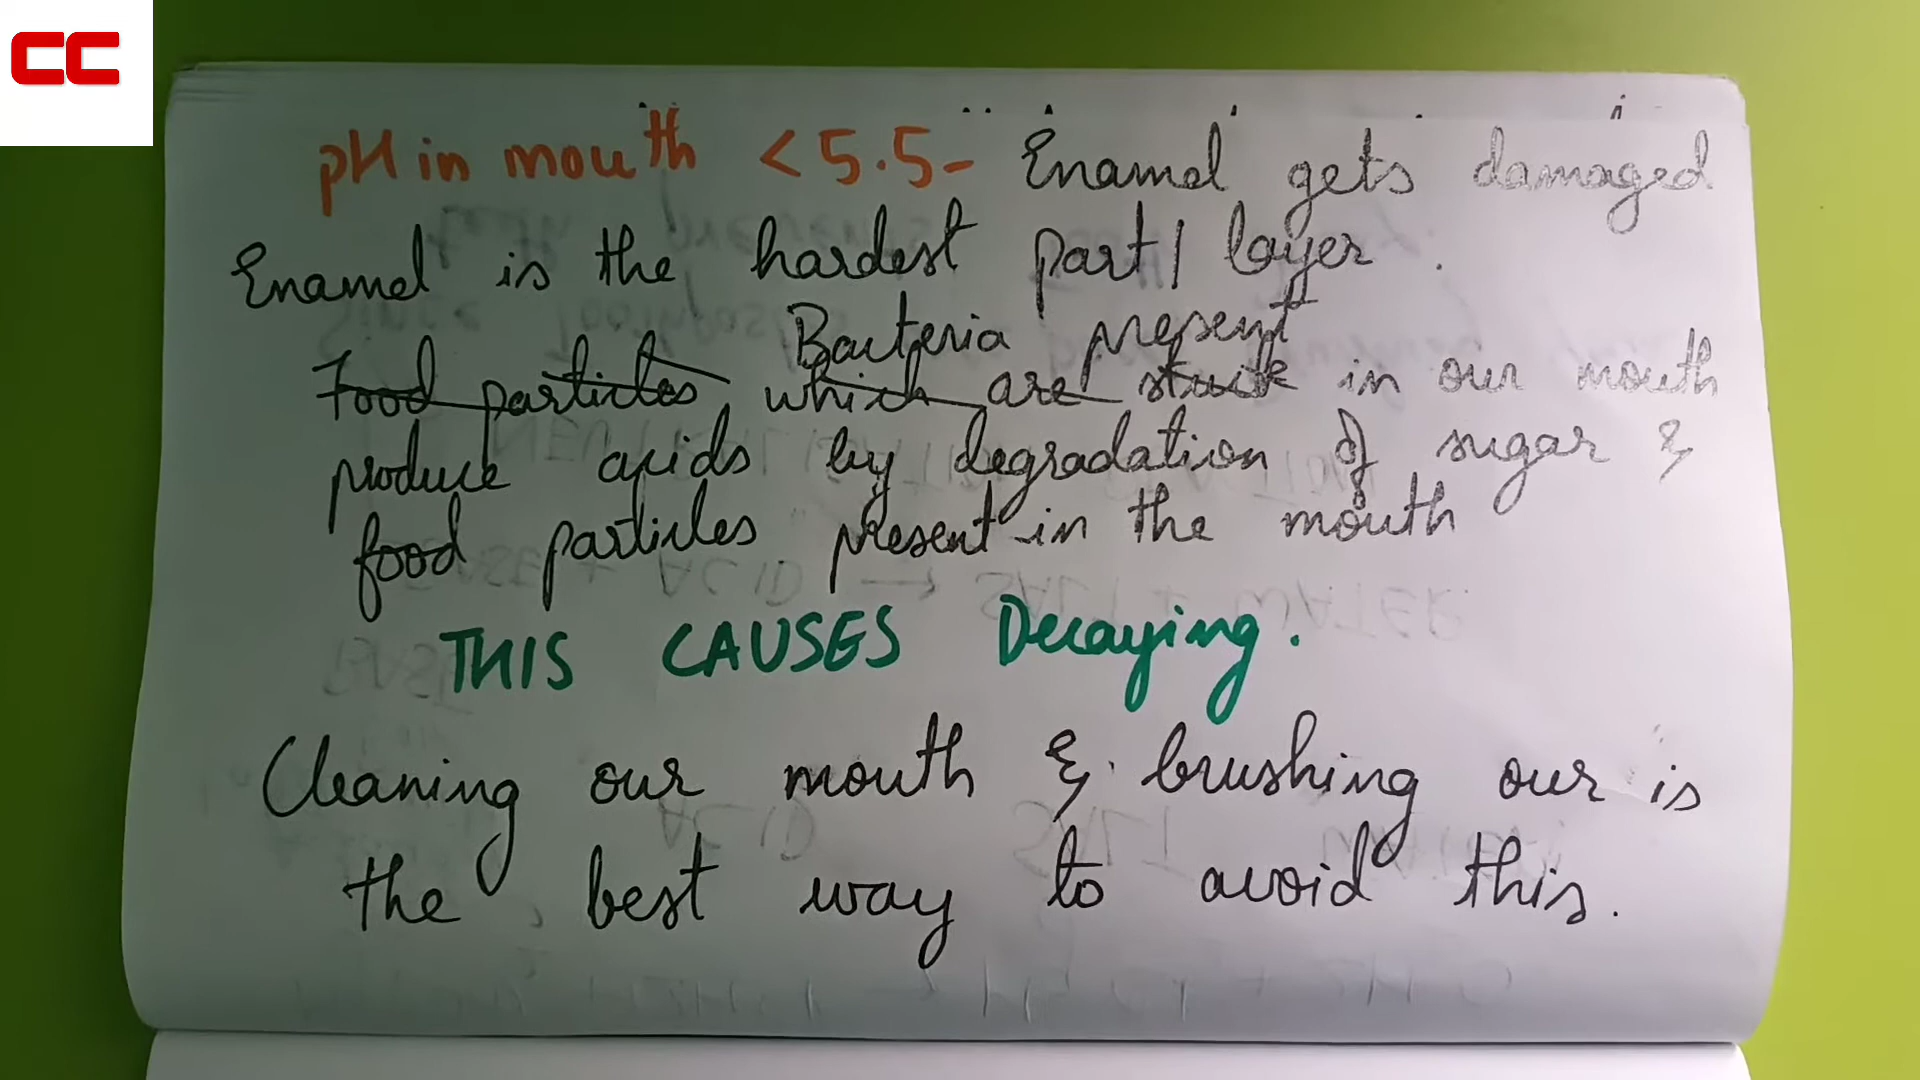 CC
pH in mouth < 5.5 - Enamel gets damaged
Enamel is the hardest part / layer .
Bacteria present
Food particles which are stuck in our mouth
produce acids by degradation of sugar &
food particles present in the mouth
THIS CAUSES Decaying.
Cleaning our mouth & brushing our is
the best way to avoid this.